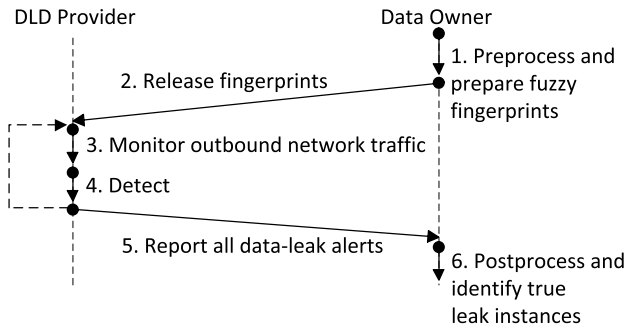 DLD Provider
Data Owner
1. Preprocess and
prepare fuzzy
fingerprints
2. Release fingerprints
3. Monitor outbound network traffic
4. Detect
5. Report all data-leak alerts
6. Postprocess and
identify true
leak instances